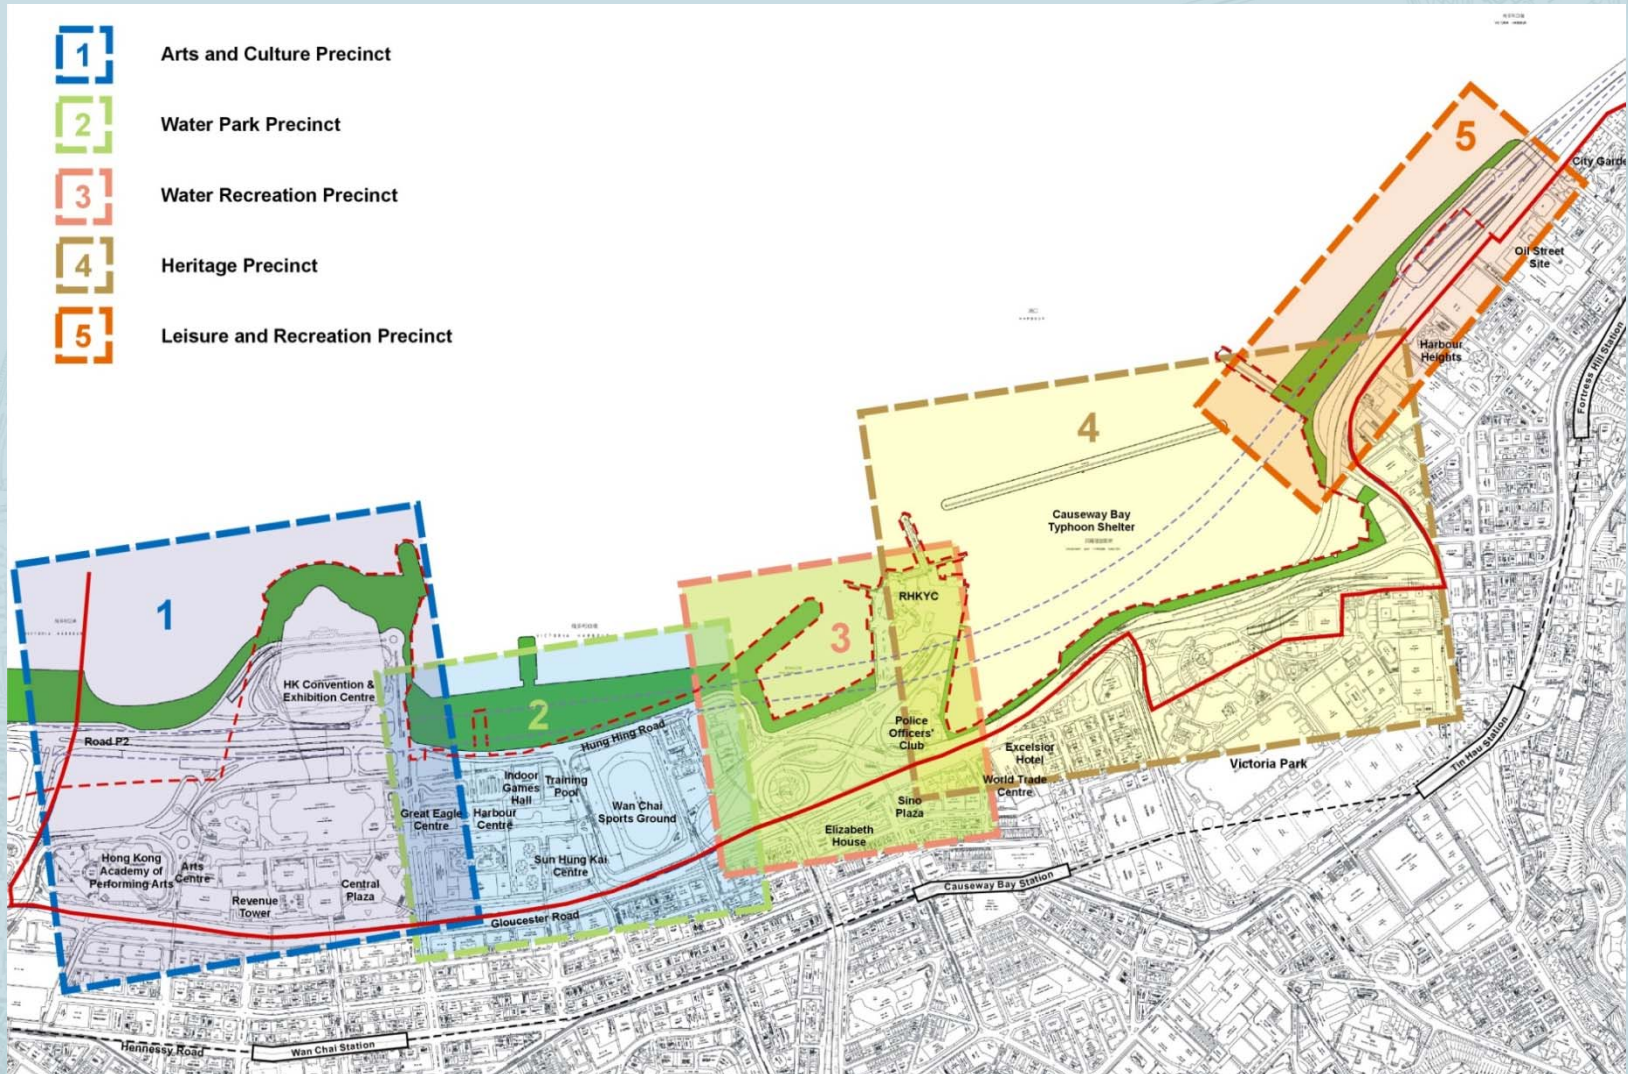 1
Arts and Culture Precinct
2
Water Park Precinct
3
Water Recreation Precinct
4
Heritage Precinct
5
Leisure and Recreation Precinct
5
City Garde
Oil Street
Site
Harbour
Heights
Fortress Hill Station
4
Causeway Bay
Typhoon Shelter
1
VICTORIA HARBOUR
3
RHKYC
HK Convention &
Exhibition Centre
2
Road P2
Hung Hing Road
Police
Officers'
Club
Excelsior
Hotel
Victoria Park
Tin Hau Station
World Trade
Centre
Indoor
Games
Hall
Training
Pool
Great Eagle
Centre
Harbour
Centre
Wan Chai
Sports Ground
Sino
Plaza
Elizabeth
House
Hong Kong
Academy of
Performing Arts
Arts
Centre
Sun Hung Kai
Centre
Central
Plaza
Revenue
Tower
Gloucester Road
Causeway Bay Station
Hennessy Road
Wan Chai Station